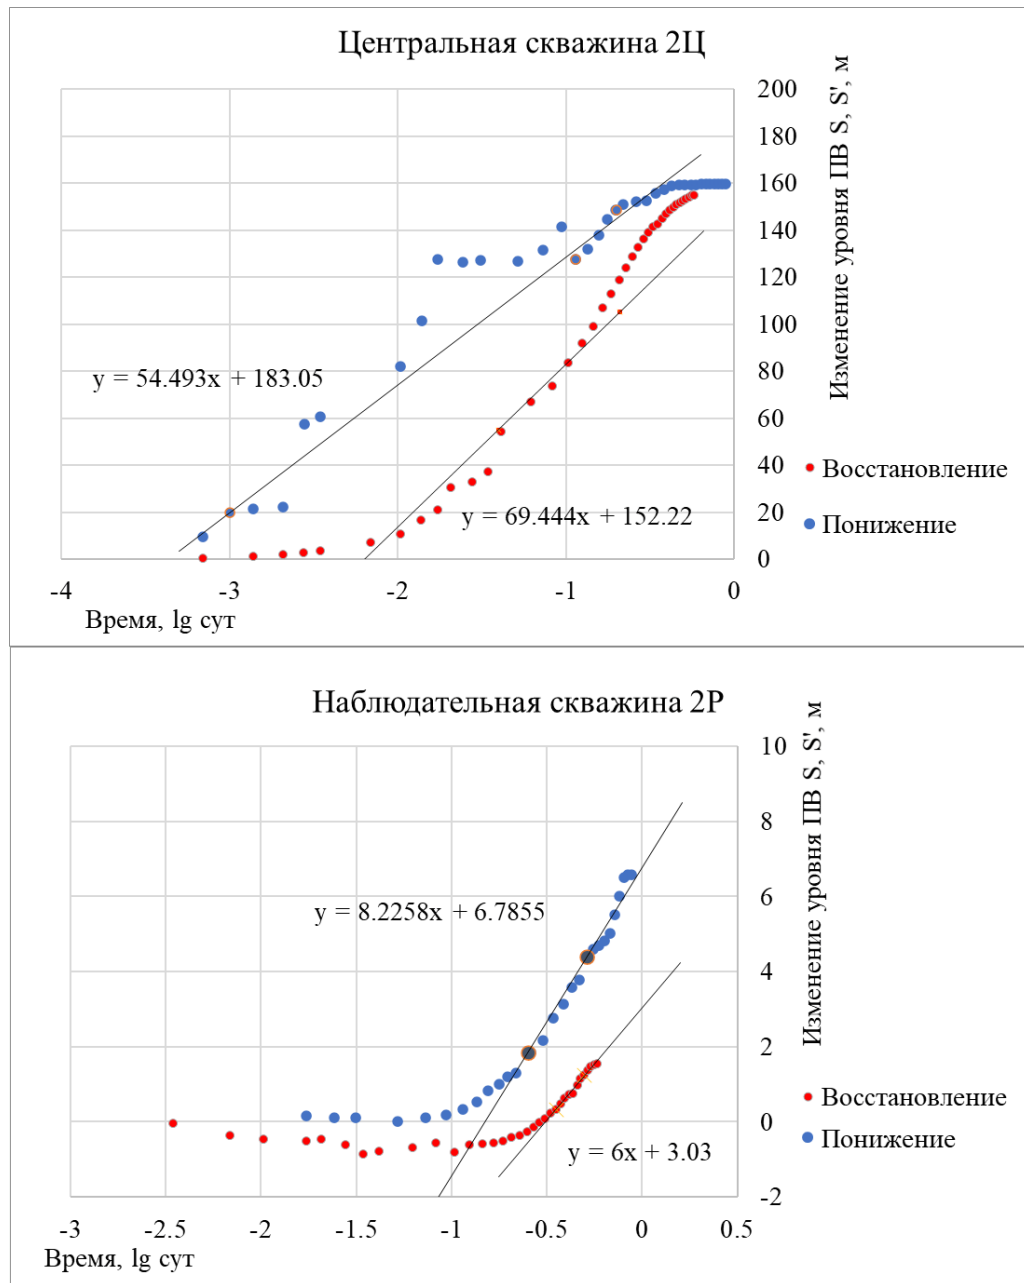 Центральная скважина 2Ц
200
180
160
140
120
100
80
60
40
20
0
Изменение уровня ПВ S, S', м
y = 54.493x + 183.05
y = 69.444x + 152.22
Восстановление
Понижение
-4
-3
-2
-1
0
Время, lg сут
Наблюдательная скважина 2Р
10
8
6
4
2
0
-2
Изменение уровня ПВ S, S', м
y = 8.2258x + 6.7855
y = 6x + 3.03
Восстановление
Понижение
-3
-2.5
-2
-1.5
-1
-0.5
0
0.5
Время, lg сут